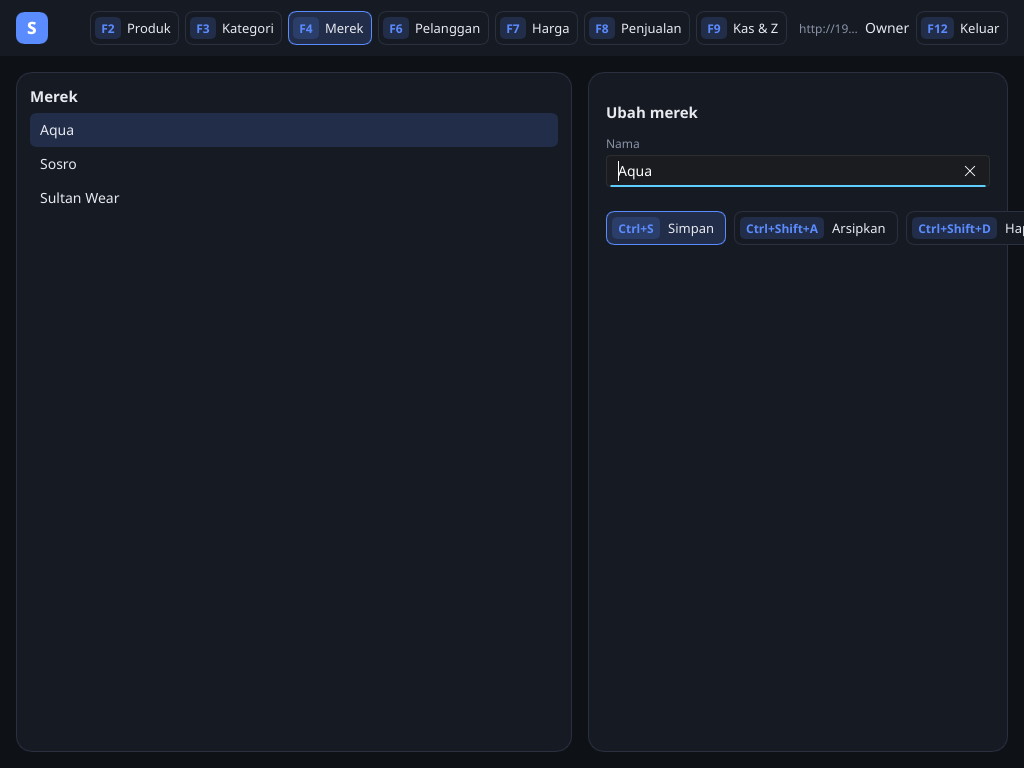 S F2 Produk F3 Kategori F4 Merek F6 Pelanggan F7 Harga F8 Penjualan F9 Kas & Z http://19... Owner F12 Keluar
Merek
Aqua
Sosro
Sultan Wear
Ubah merek
Nama
Aqua
Ctrl+S Simpan Ctrl+Shift+A Arsipkan Ctrl+Shift+D